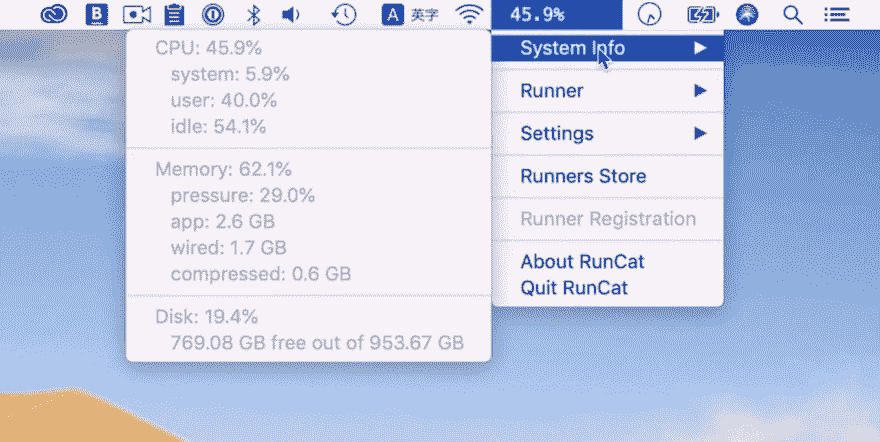 B A 英字 45.9%
CPU: 45.9%
system: 5.9%
user: 40.0%
idle: 54.1%
Memory: 62.1%
pressure: 29.0%
app: 2.6 GB
wired: 1.7 GB
compressed: 0.6 GB
Disk: 19.4%
769.08 GB free out of 953.67 GB
System Info
Runner
Settings
Runners Store
Runner Registration
About RunCat
Quit RunCat